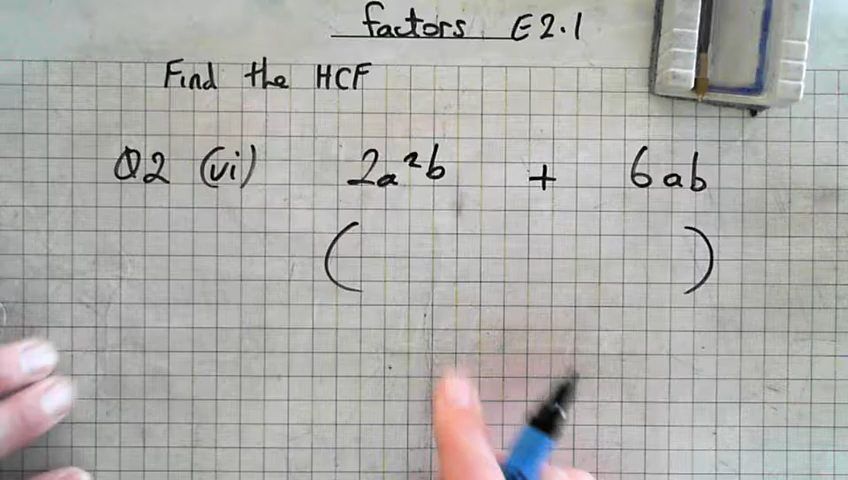 factors E2.1
Find the HCF
Q2 (vi) 2a²b + 6ab
( )